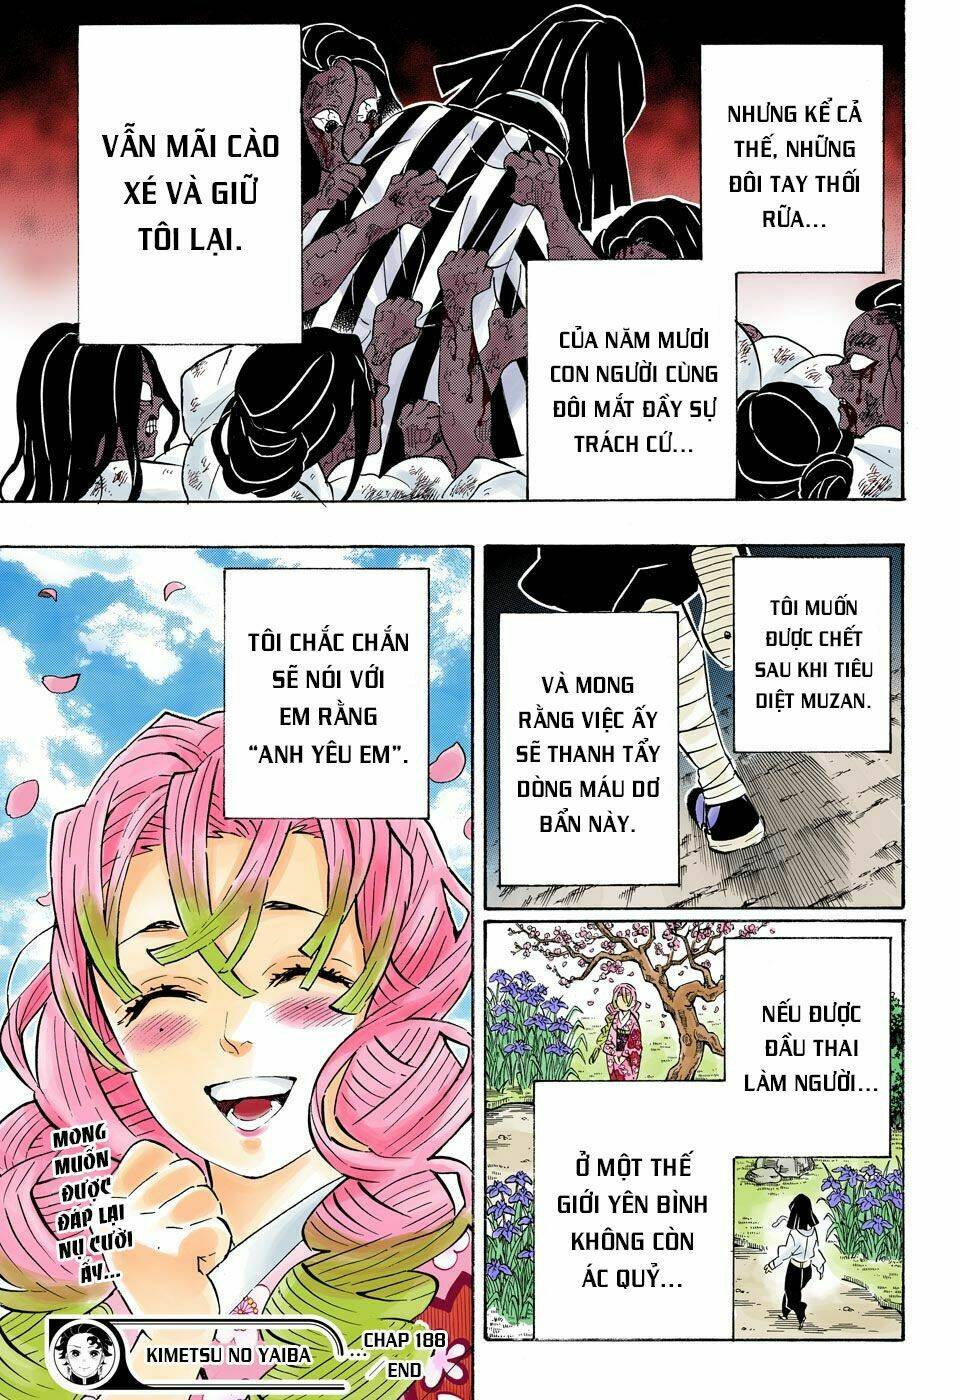 NHƯNG KỂ CẢ
THẾ, NHỮNG
ĐÔI TAY THỐI
RỮA...
CỦA NĂM MƯƠI
CON NGƯỜI CÙNG
ĐÔI MẮT ĐẦY SỰ
TRÁCH CỨ...
VẪN MÃI CÀO
XÉ VÀ GIỮ
TÔI LẠI.
TÔI MUỐN
ĐƯỢC CHẾT
SAU KHI TIÊU
DIỆT MUZAN.
VÀ MONG
RẰNG VIỆC ẤY
SẼ THANH TẨY
DÒNG MÁU DƠ
BẨN NÀY.
NẾU ĐƯỢC
ĐẦU THAI
LÀM NGƯỜI...
Ở MỘT THẾ
GIỚI YÊN BÌNH
KHÔNG CÒN
ÁC QUỶ...
TÔI CHẮC CHẮN
SẼ NÓI VỚI
EM RẰNG
“ANH YÊU EM”.
MONG
MUỐN
ĐƯỢC
ĐÁP LẠI
NỤ CƯỜI
ẤY...
KIMETSU NO YAIBA
... CHAP 188
/ END